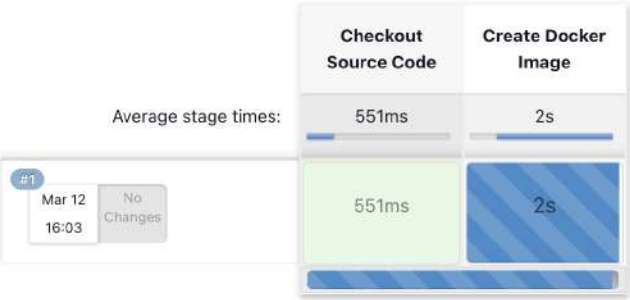 Checkout
Source Code
Create Docker
Image
Average stage times:
551ms
2s
#1
Mar 12
16:03
No
Changes
551ms
2s